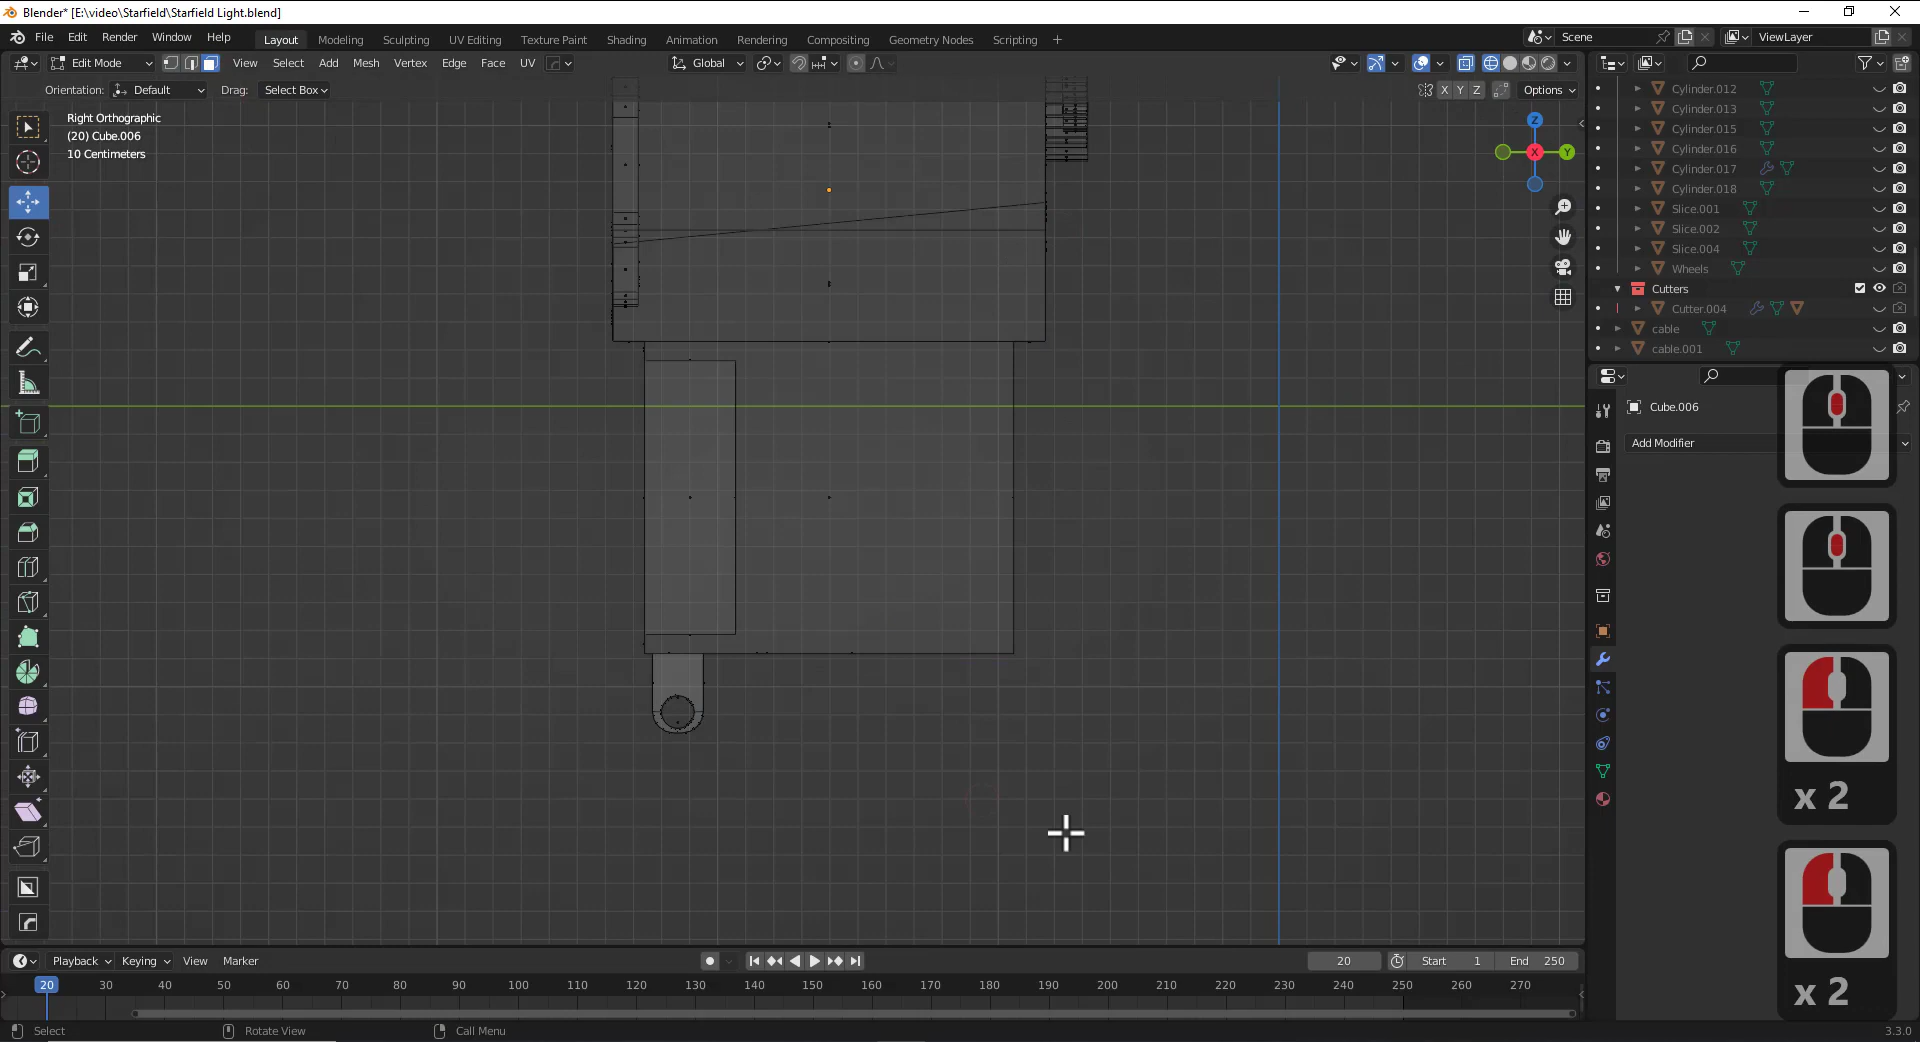 Blender* [E:\video\Starfield\Starfield Light.blend]
File Edit Render Window Help Layout Modeling Sculpting UV Editing Texture Paint Shading Animation Rendering Compositing Geometry Nodes Scripting + Scene ViewLayer
Edit Mode View Select Add Mesh Vertex Edge Face UV Global
Orientation: Default Drag: Select Box X Y Z Options
Right Orthographic
(20) Cube.006
10 Centimeters
Z
X
Y
Cylinder.012
Cylinder.013
Cylinder.015
Cylinder.016
Cylinder.017
Cylinder.018
Slice.001
Slice.002
Slice.004
Wheels
Cutters
Cutter.004
cable
cable.001
Cube.006
Add Modifier
x 2
x 2
Playback Keying View Marker 20 Start 1 End 250
20 30 40 50 60 70 80 90 100 110 120 130 140 150 160 170 180 190 200 210 220 230 240 250 260 270
Select Rotate View Call Menu 3.3.0